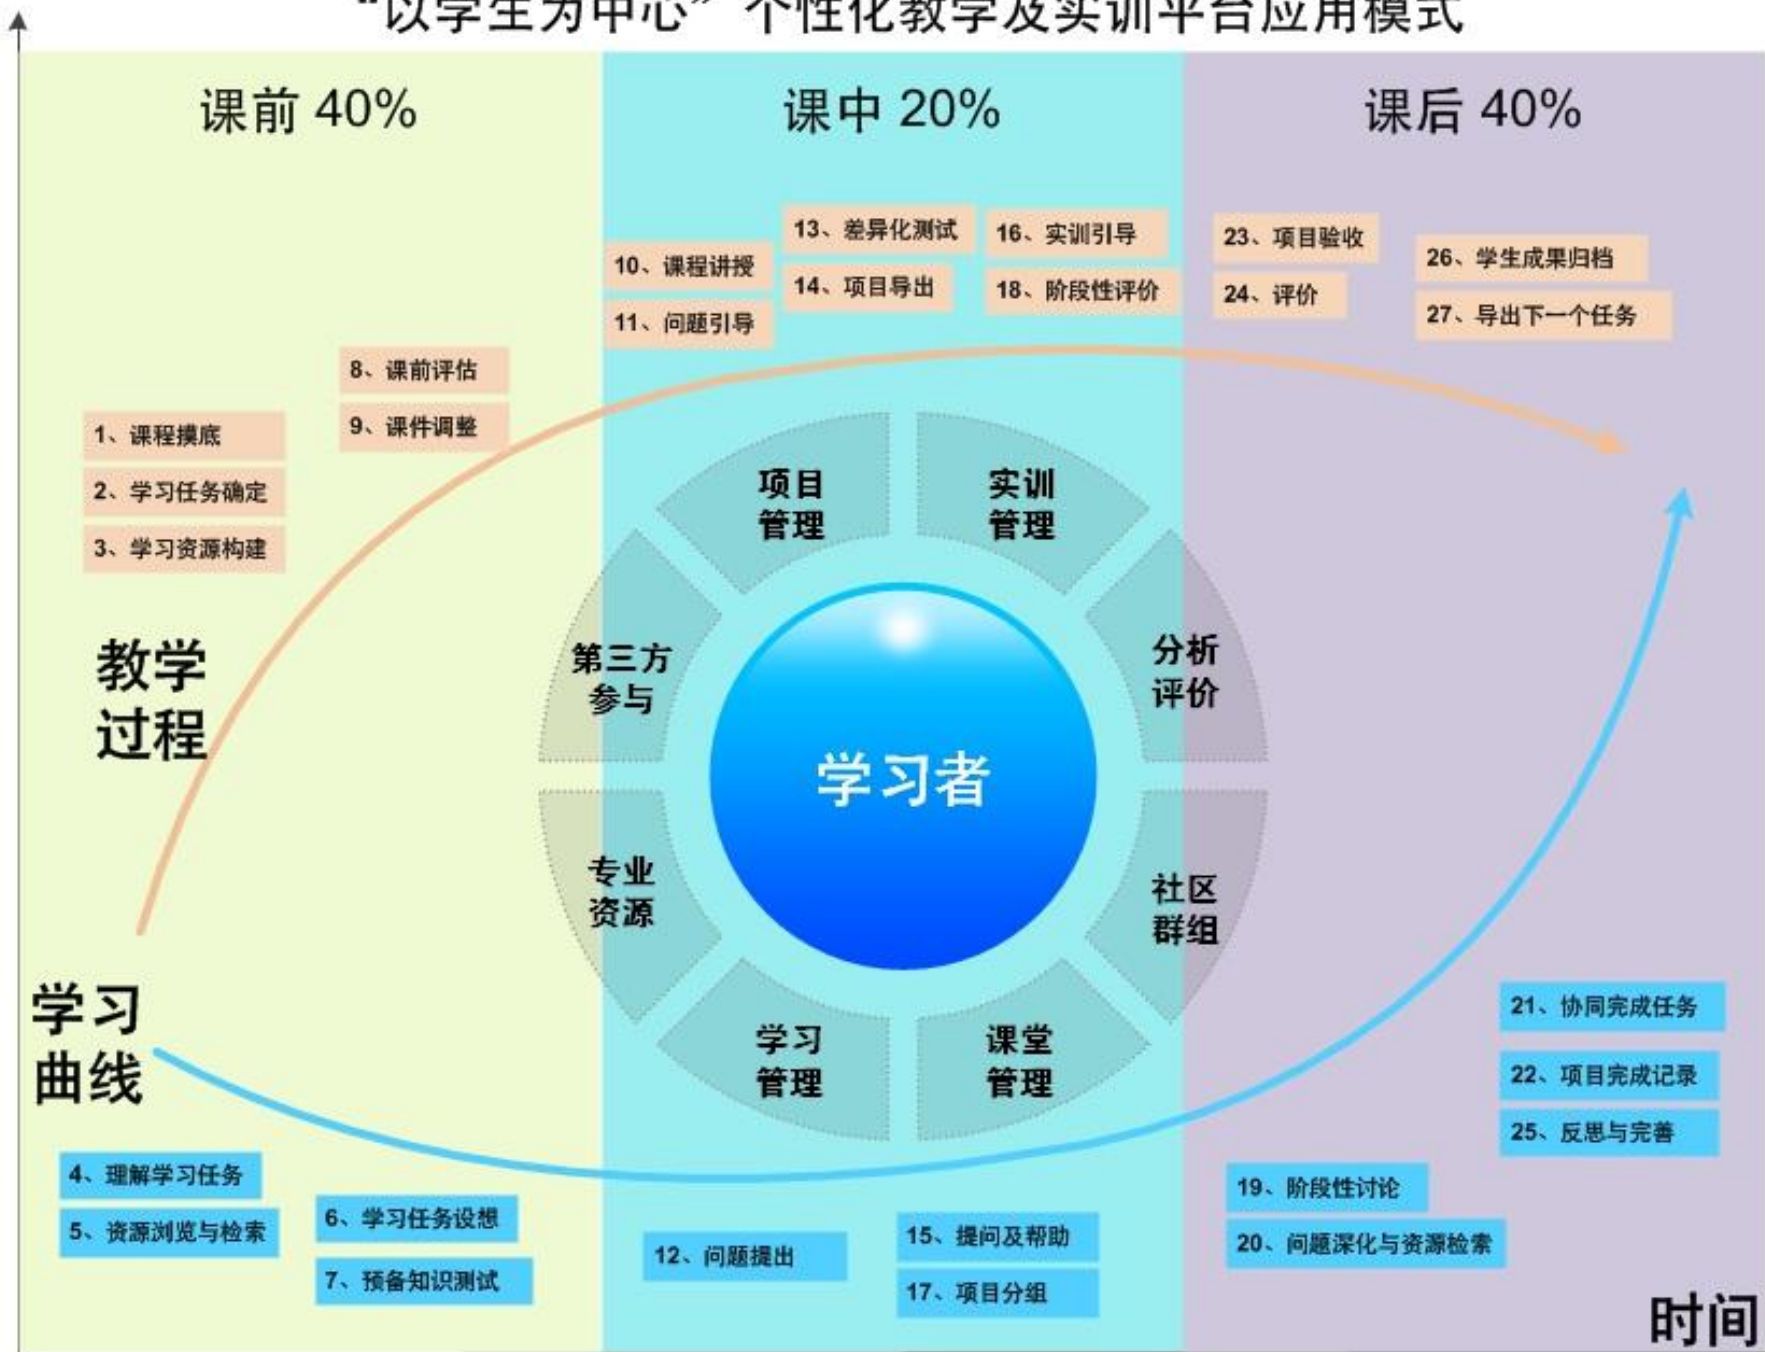 “以学生为中心”个性化教学及实训平台应用模式
课前 40%
课中 20%
课后 40%
1、课程摸底
2、学习任务确定
3、学习资源构建
8、课前评估
9、课件调整
10、课程讲授
11、问题引导
13、差异化测试
14、项目导出
16、实训引导
18、阶段性评价
23、项目验收
24、评价
26、学生成果归档
27、导出下一个任务
教学
过程
项目
管理
实训
管理
第三方
参与
分析
评价
学习者
专业
资源
社区
群组
学习
管理
课堂
管理
学习
曲线
4、理解学习任务
5、资源浏览与检索
6、学习任务设想
7、预备知识测试
12、问题提出
15、提问及帮助
17、项目分组
19、阶段性讨论
20、问题深化与资源检索
21、协同完成任务
22、项目完成记录
25、反思与完善
时间